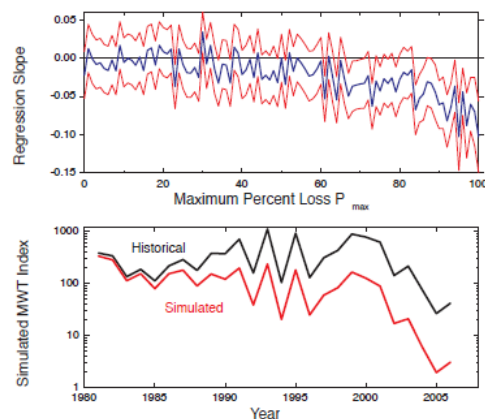 0.05
0.00
-0.05
-0.10
-0.15
Regression Slope
0 20 40 60 80 100
Maximum Percent Loss P max
1000
100
10
1
Simulated MWT Index
Historical
Simulated
1980 1985 1990 1995 2000 2005
Year